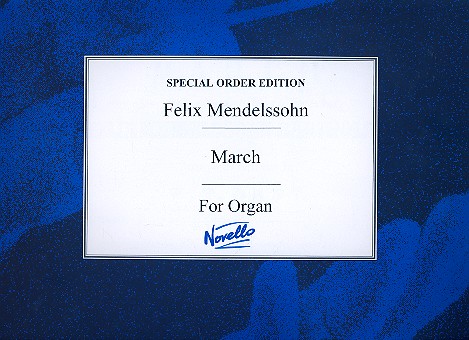 SPECIAL ORDER EDITION
Felix Mendelssohn
March
For Organ
Novello